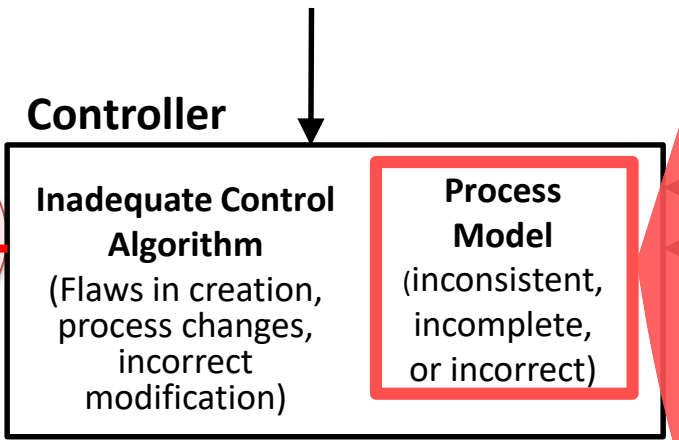 Controller
Inadequate Control
Algorithm
(Flaws in creation,
process changes,
incorrect
modification)
Process
Model
(inconsistent,
incomplete,
or incorrect)